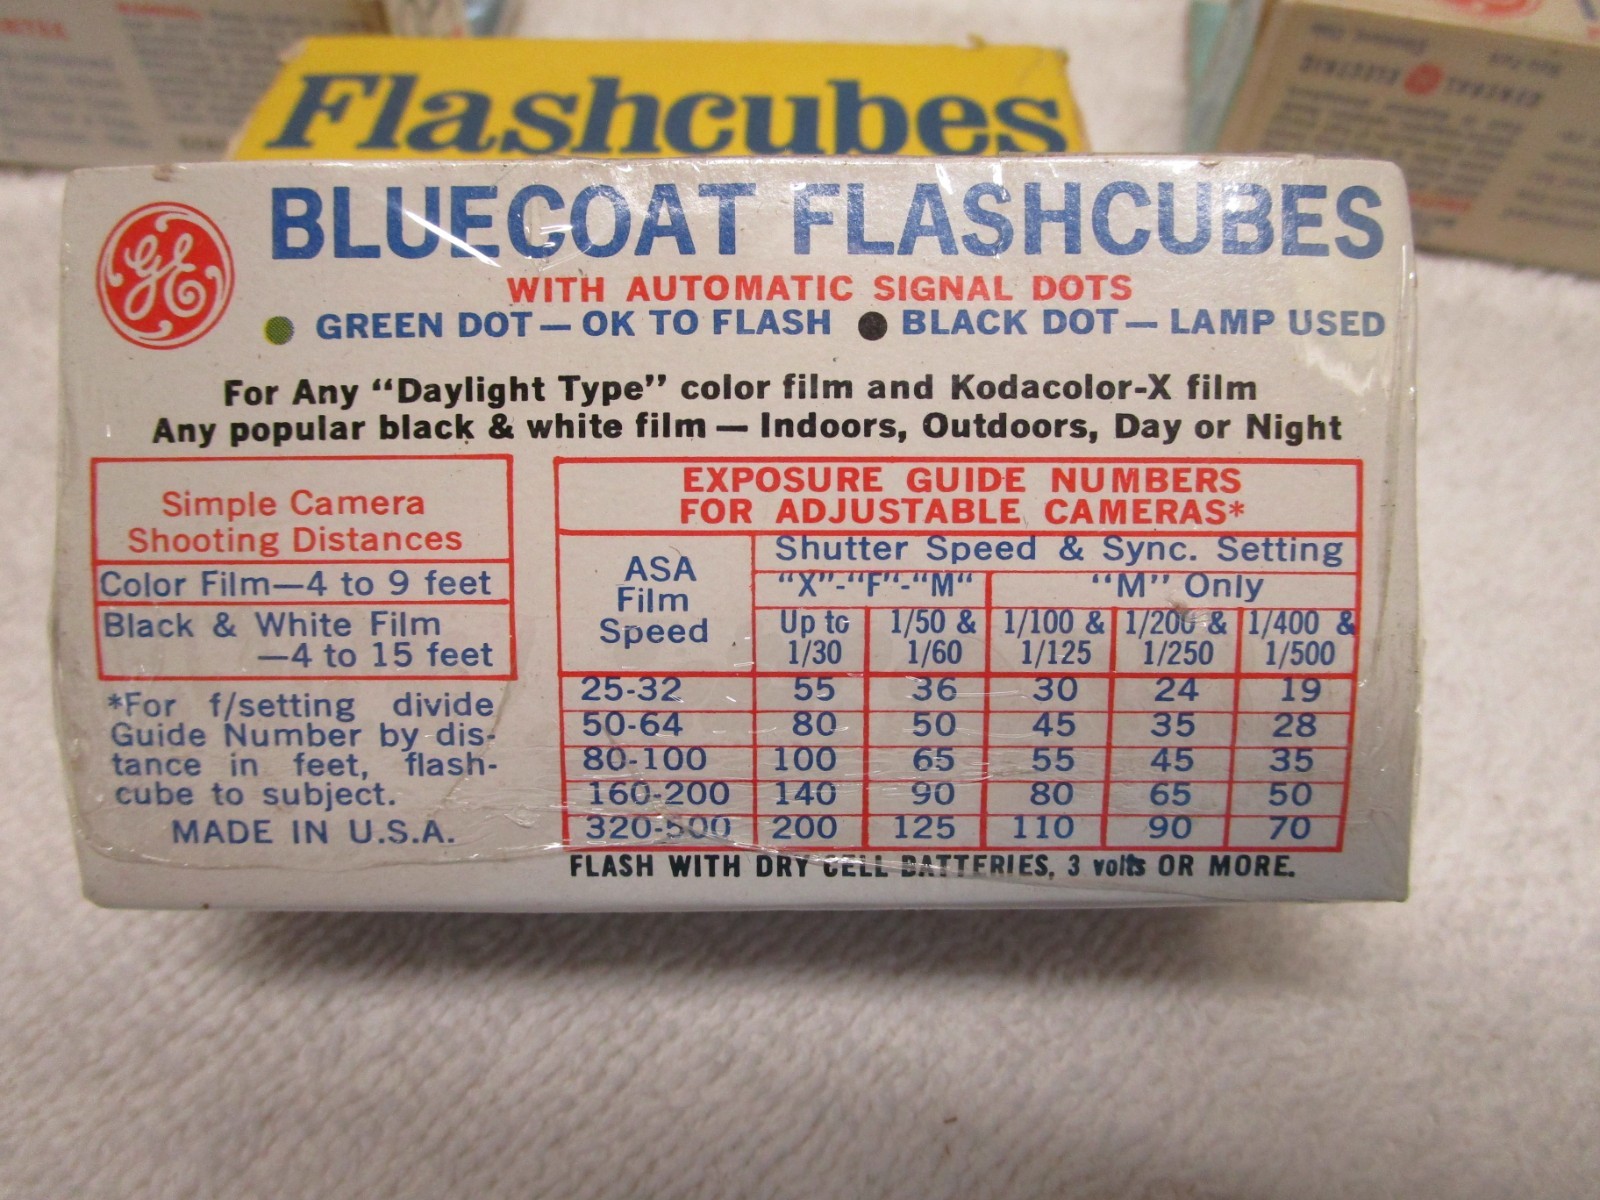 Flashcubes
GENERAL GE ELECTRIC
GE
BLUECOAT FLASHCUBES
WITH AUTOMATIC SIGNAL DOTS
GREEN DOT — OK TO FLASH BLACK DOT — LAMP USED
For Any “Daylight Type” color film and Kodacolor-X film
Any popular black & white film — Indoors, Outdoors, Day or Night
Simple Camera
Shooting Distances
Color Film—4 to 9 feet
Black & White Film
—4 to 15 feet
*For f/setting divide
Guide Number by dis-
tance in feet, flash-
cube to subject.
MADE IN U.S.A.
EXPOSURE GUIDE NUMBERS
FOR ADJUSTABLE CAMERAS*
ASA
Film
Speed
Shutter Speed & Sync. Setting
“X”-“F”-“M“ “M” Only
Up to 1/50 & 1/100 & 1/200 & 1/400 &
1/30 1/60 1/125 1/250 1/500
25-32 55 36 30 24 19
50-64 80 50 45 35 28
80-100 100 65 55 45 35
160-200 140 90 80 65 50
320-500 200 125 110 90 70
FLASH WITH DRY CELL BATTERIES, 3 volts OR MORE.